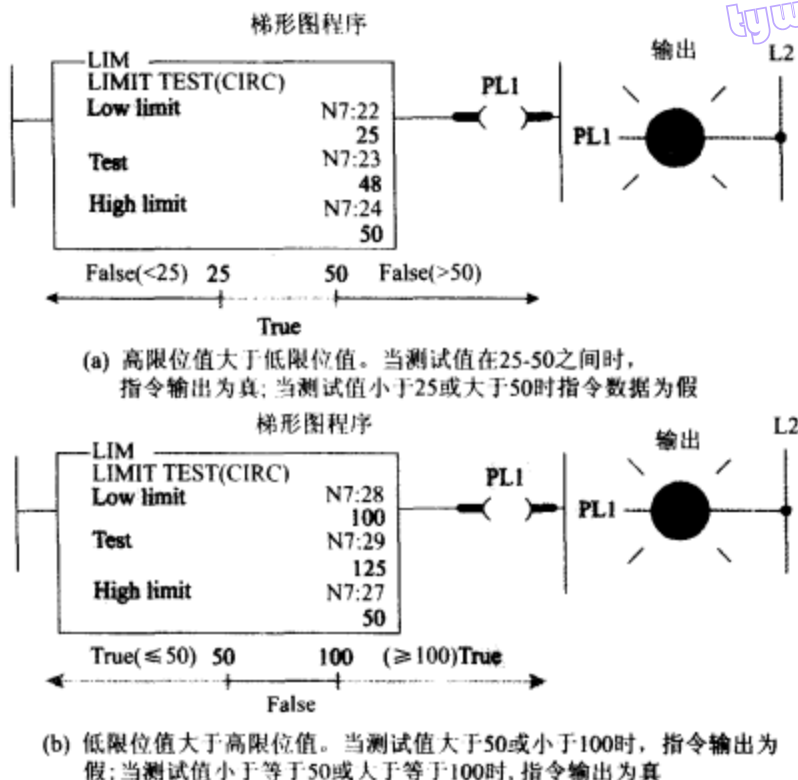 tyw
梯形图程序
输出
L2
LIM
LIMIT TEST(CIRC)
Low limit
N7:22
25
Test
N7:23
48
High limit
N7:24
50
PL1
PL1
False(<25) 25 50 False(>50)
True
(a) 高限位值大于低限位值。当测试值在25-50之间时，
指令输出为真；当测试值小于25或大于50时指令数据为假
梯形图程序
输出
L2
LIM
LIMIT TEST(CIRC)
Low limit
N7:28
100
Test
N7:29
125
High limit
N7:27
50
PL1
PL1
True(≤50) 50 100 (≥100)True
False
(b) 低限位值大于高限位值。当测试值大于50或小于100时，指令输出为
假；当测试值小于等于50或大于等于100时，指令输出为真